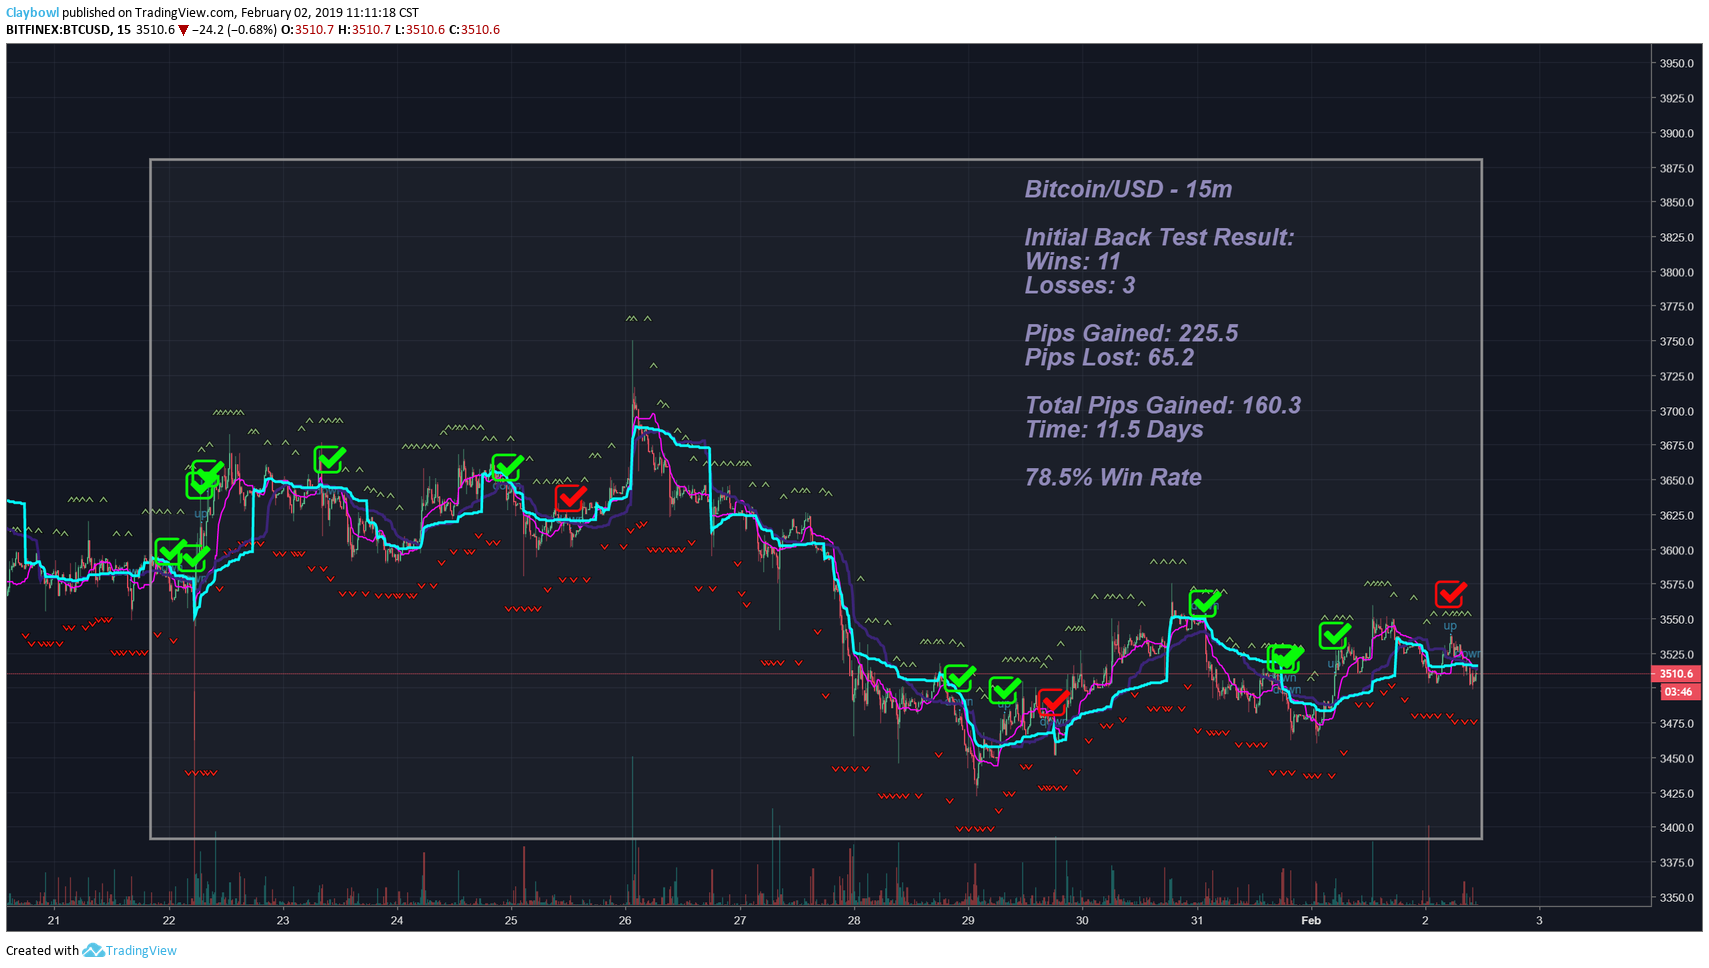 Claybowl published on TradingView.com, February 02, 2019 11:11:18 CST
BITFINEX:BTCUSD, 15 3510.6 ▼ −24.2 (−0.68%) O:3510.7 H:3510.7 L:3510.6 C:3510.6
Bitcoin/USD - 15m
Initial Back Test Result:
Wins: 11
Losses: 3
Pips Gained: 225.5
Pips Lost: 65.2
Total Pips Gained: 160.3
Time: 11.5 Days
78.5% Win Rate
3950.0
3925.0
3900.0
3875.0
3850.0
3825.0
3800.0
3775.0
3750.0
3725.0
3700.0
3675.0
3650.0
3625.0
3600.0
3575.0
3550.0
3525.0
3510.6
03:46
3475.0
3450.0
3425.0
3400.0
3375.0
3350.0
up
up
down
down
down
21 22 23 24 25 26 27 28 29 30 31 Feb 2 3
Created with TradingView